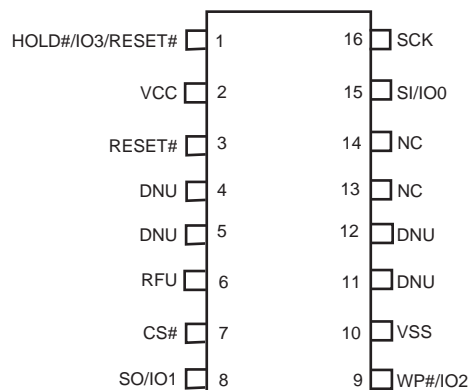 HOLD#/IO3/RESET# 1 16 SCK
VCC 2 15 SI/IO0
RESET# 3 14 NC
DNU 4 13 NC
DNU 5 12 DNU
RFU 6 11 DNU
CS# 7 10 VSS
SO/IO1 8 9 WP#/IO2